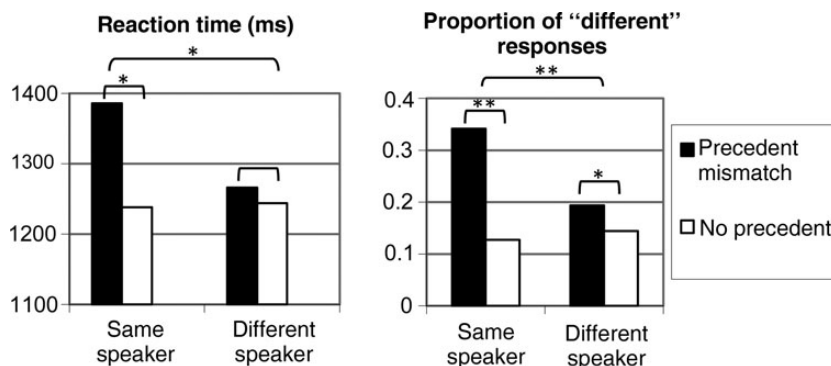 Reaction time (ms)
*
*
1400
1300
1200
1100
Same
speaker
Different
speaker
Proportion of “different”
responses
**
**
*
0.4
0.3
0.2
0.1
0
Same
speaker
Different
speaker
Precedent
mismatch
No precedent